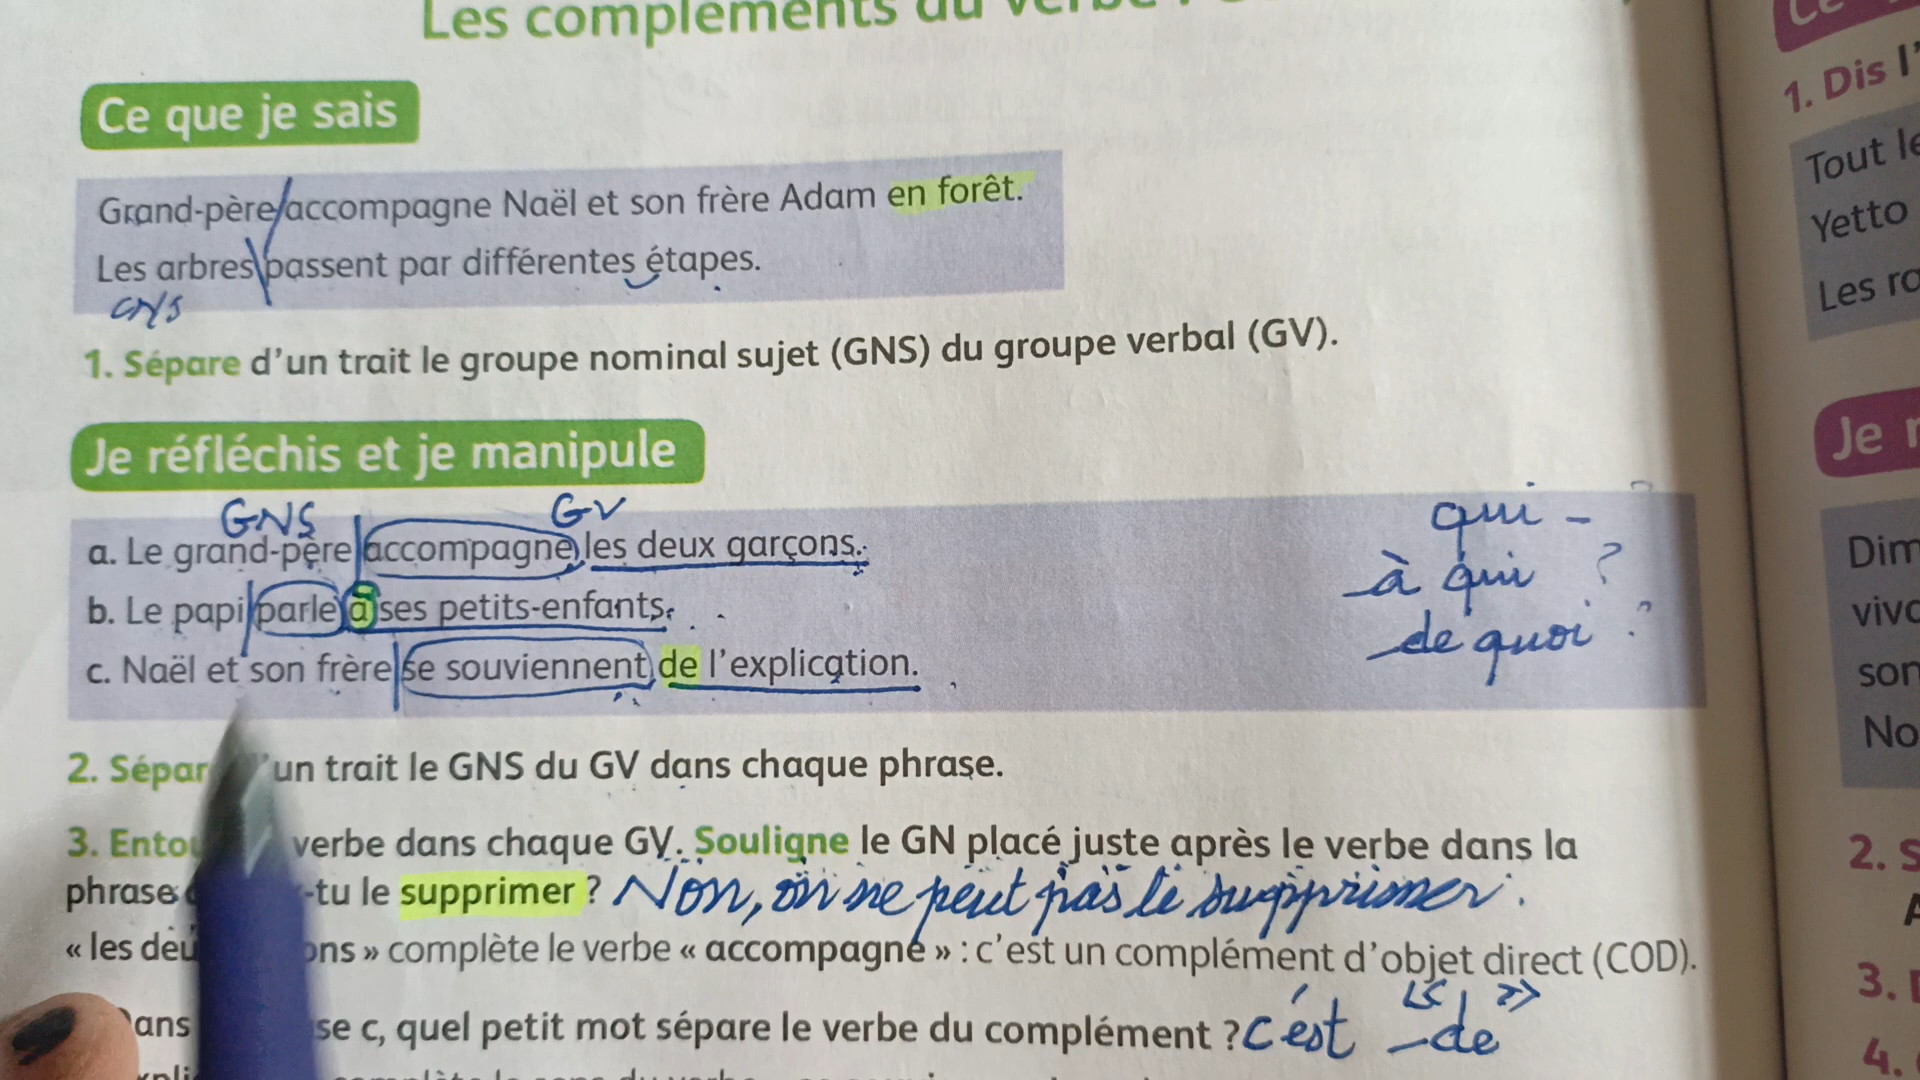 Les compléments du verbe
Ce que je sais
Grand-père/accompagne Naël et son frère Adam en forêt.
Les arbres\passent par différentes étapes.
GNS
1. Sépare d'un trait le groupe nominal sujet (GNS) du groupe verbal (GV).
Je réfléchis et je manipule
GNS GV
a. Le grand-père|accompagne les deux garçons.
b. Le papi|parle à ses petits-enfants.
c. Naël et son frère|se souviennent de l'explication.
qui -
à qui ?
de quoi ?
2. Sépar 'un trait le GNS du GV dans chaque phrase.
3. Ento verbe dans chaque GV. Souligne le GN placé juste après le verbe dans la
phrase -tu le supprimer ? Non, on ne peut pas le supprimer.
« les deu ons » complète le verbe « accompagne » : c'est un complément d'objet direct (COD).
ans se c, quel petit mot sépare le verbe du complément ? C'est « de »
1. Dis l'
Tout le
Yetto
Les ro
Je
Dim
viva
son
No
2. S
3.
4.